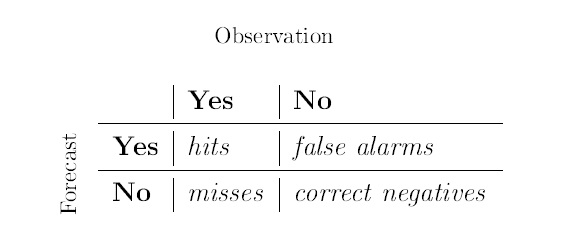 Observation
Yes No
Forecast
Yes hits false alarms
No misses correct negatives